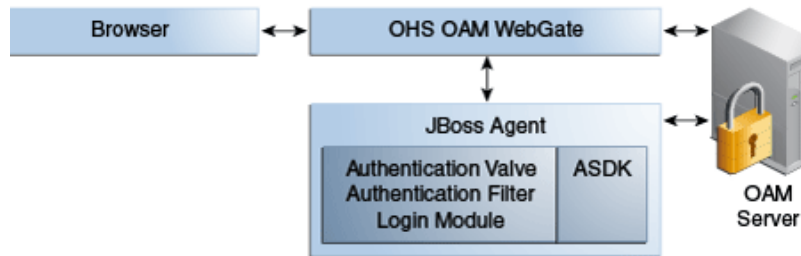 Browser
OHS OAM WebGate
JBoss Agent
Authentication Valve
Authentication Filter
Login Module
ASDK
OAM
Server